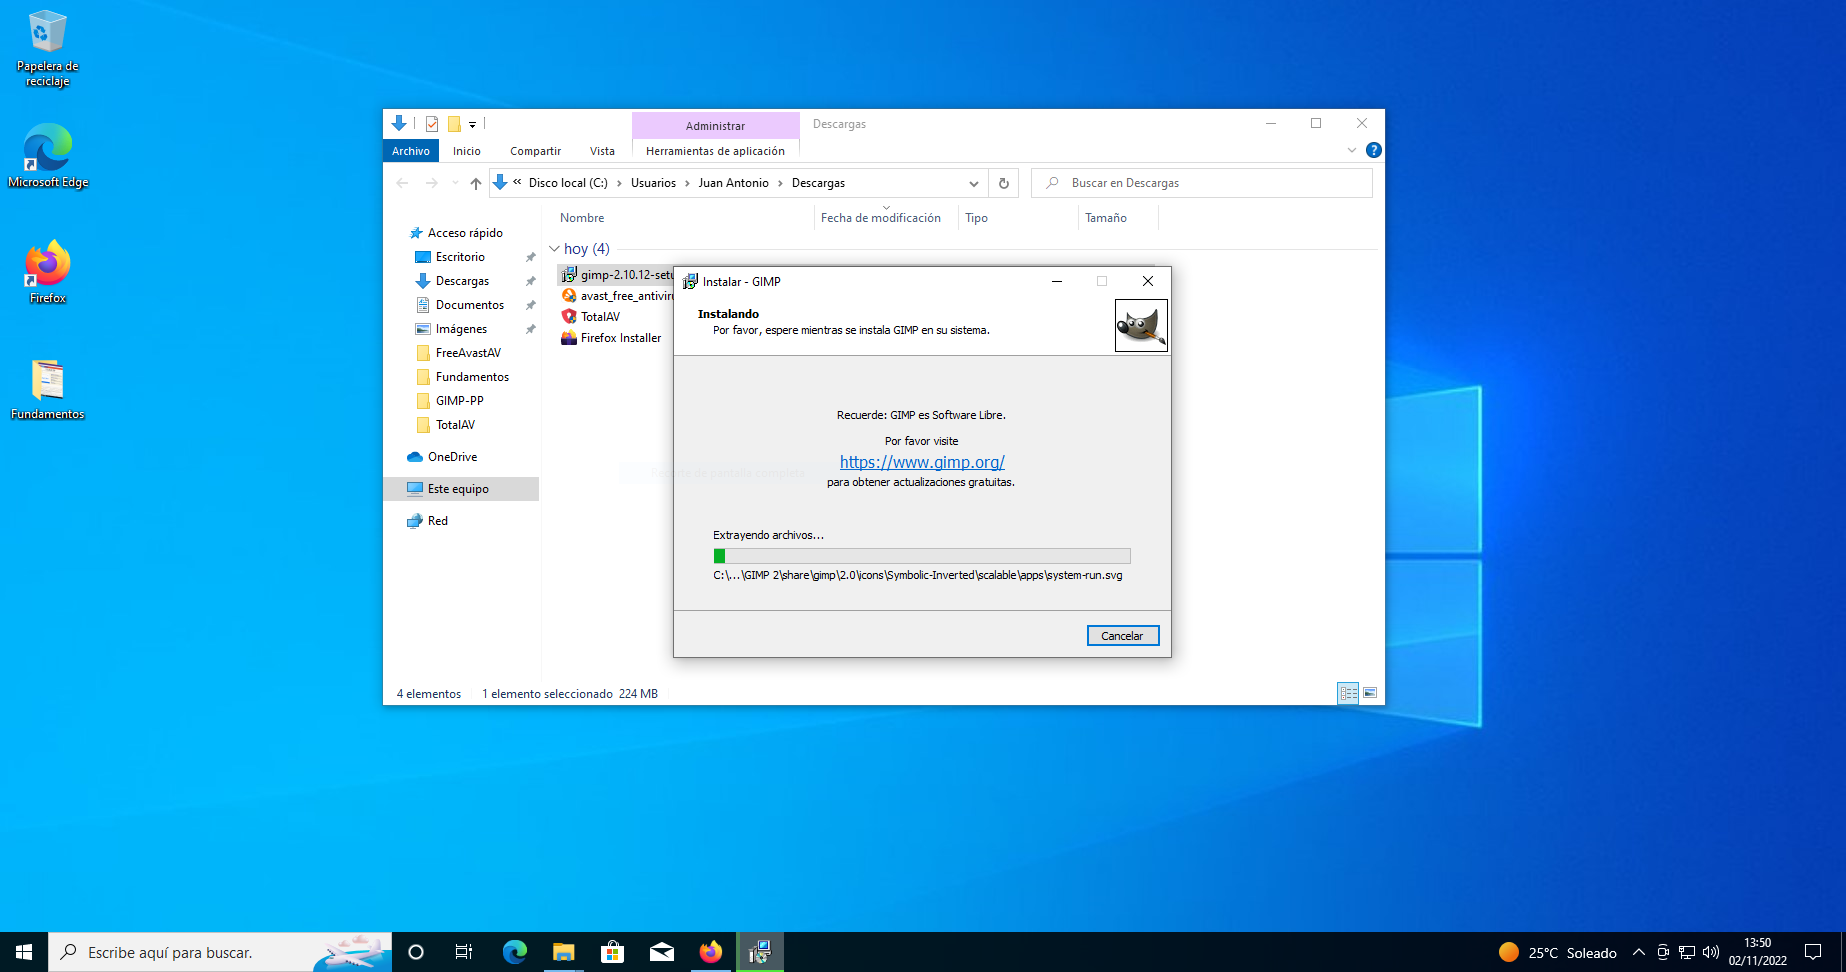 Papelera de
reciclaje
Microsoft Edge
Firefox
Fundamentos
Administrar
Descargas
Archivo
Inicio
Compartir
Vista
Herramientas de aplicación
« Disco local (C:) › Usuarios › Juan Antonio › Descargas
Buscar en Descargas
Nombre
Fecha de modificación
Tipo
Tamaño
Acceso rápido
Escritorio
Descargas
Documentos
Imágenes
FreeAvastAV
Fundamentos
GIMP-PP
TotalAV
OneDrive
Este equipo
Red
hoy (4)
gimp-2.10.12-setu
avast_free_antiviru
TotalAV
Firefox Installer
Instalar - GIMP
Instalando
Por favor, espere mientras se instala GIMP en su sistema.
Recuerde: GIMP es Software Libre.
Por favor visite
https://www.gimp.org/
para obtener actualizaciones gratuitas.
Recorte de pantalla completa
Extrayendo archivos...
C:\...\GIMP 2\share\gimp\2.0\icons\Symbolic-Inverted\scalable\apps\system-run.svg
Cancelar
4 elementos
1 elemento seleccionado 224 MB
Escribe aquí para buscar.
25°C Soleado
13:50
02/11/2022